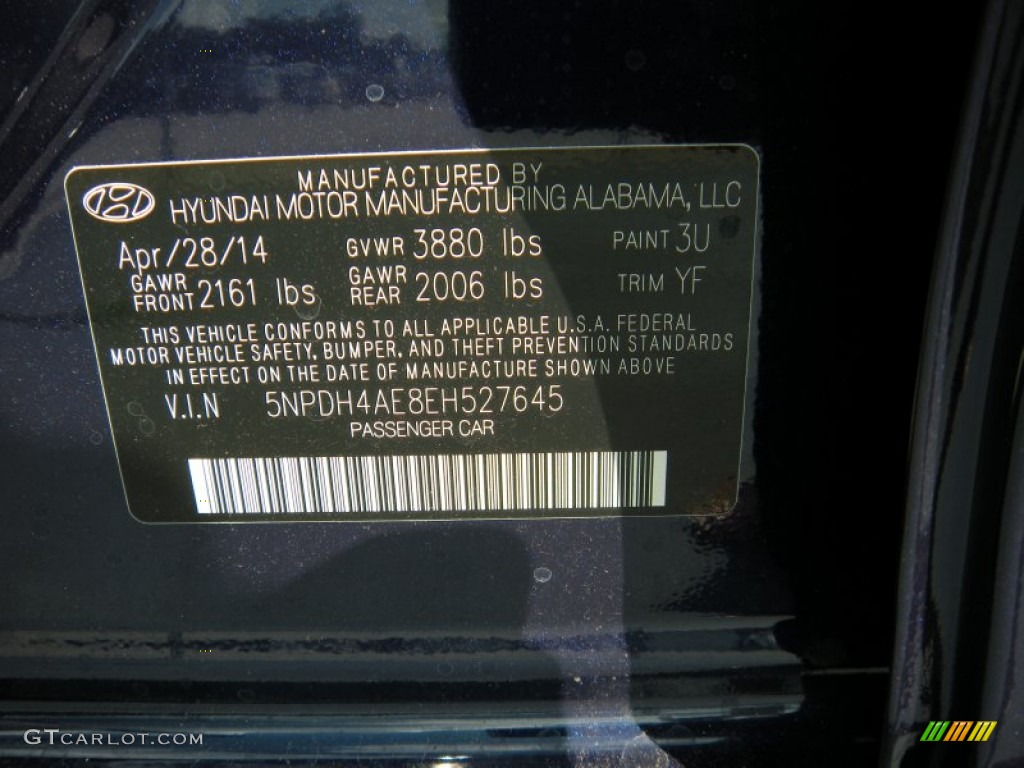 MANUFACTURED BY
HYUNDAI MOTOR MANUFACTURING ALABAMA, LLC
Apr/28/14 GVWR 3880 lbs PAINT 3U
GAWR FRONT 2161 lbs GAWR REAR 2006 lbs TRIM YF
THIS VEHICLE CONFORMS TO ALL APPLICABLE U.S.A. FEDERAL
MOTOR VEHICLE SAFETY, BUMPER, AND THEFT PREVENTION STANDARDS
IN EFFECT ON THE DATE OF MANUFACTURE SHOWN ABOVE
V.I.N 5NPDH4AE8EH527645
PASSENGER CAR
GTCARLOT.COM